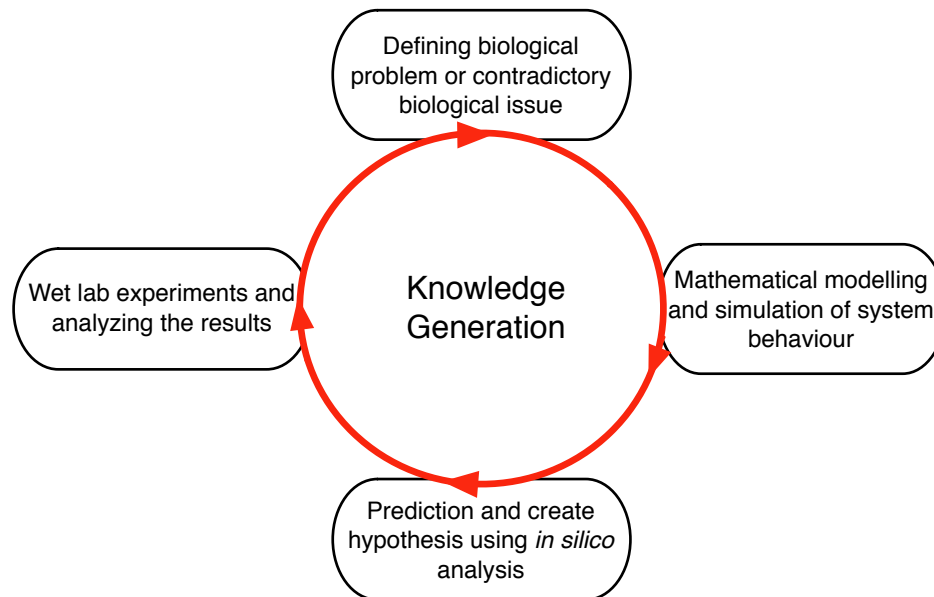 Defining biological
problem or contradictory
biological issue
Knowledge
Generation
Wet lab experiments and
analyzing the results
Mathematical modelling
and simulation of system
behaviour
Prediction and create
hypothesis using in silico
analysis